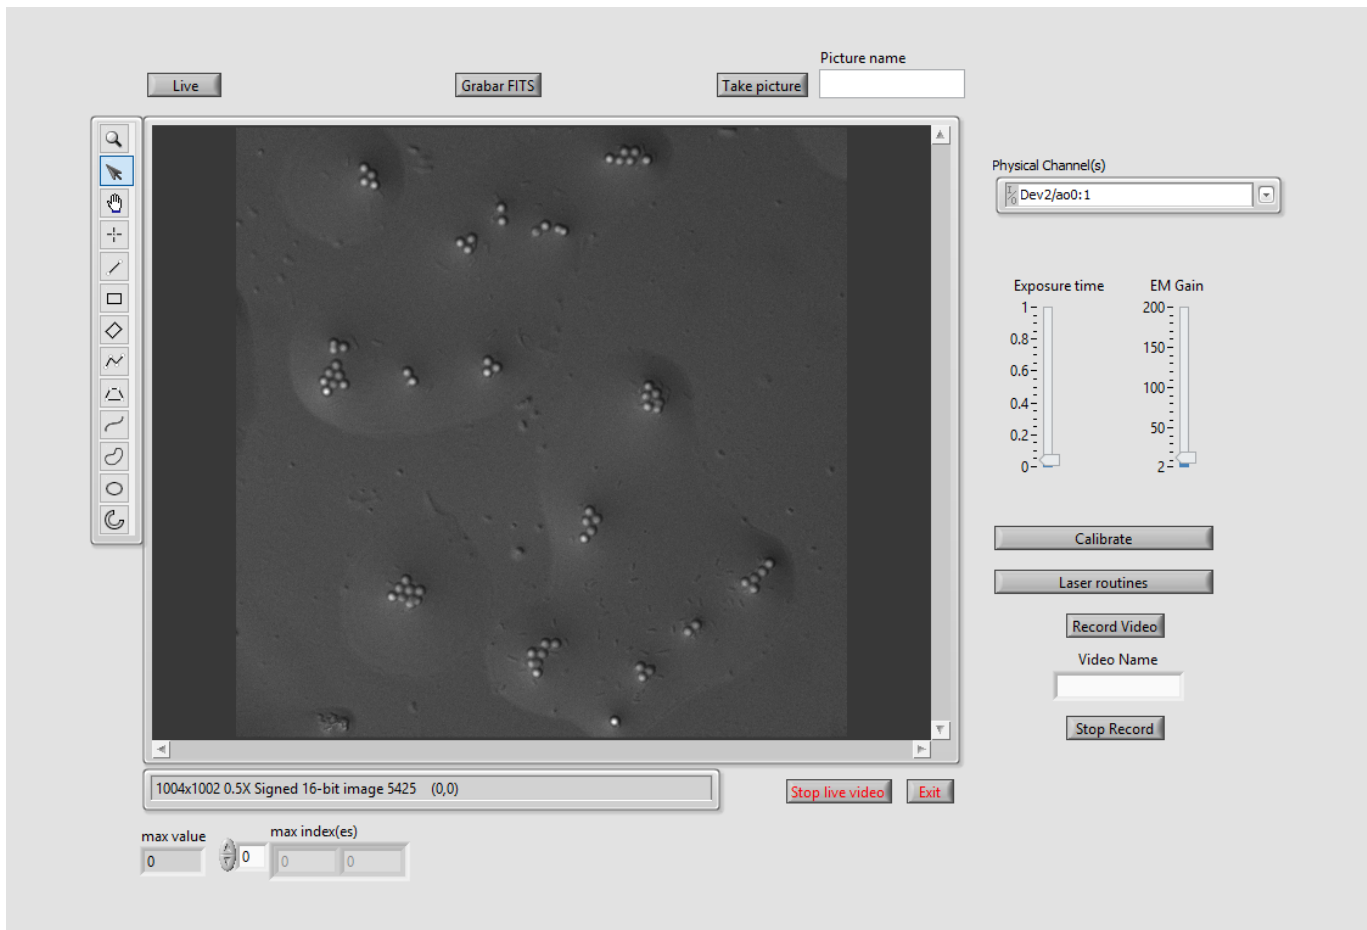 Picture name
Live
Grabar FITS
Take picture
Physical Channel(s)
I/O Dev2/ao0:1
Exposure time
EM Gain
1
0.8
0.6
0.4
0.2
0
200
150
100
50
2
Calibrate
Laser routines
Record Video
Video Name
Stop Record
1004x1002 0.5X Signed 16-bit image 5425 (0,0)
Stop live video
Exit
max value
max index(es)
0
0
0
0